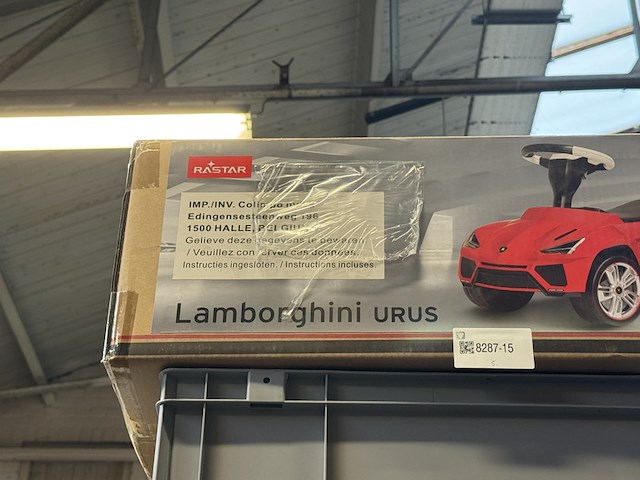 RASTAR
IMP./INV.
Edingensesteenweg 196
1500 HALLE, BELGIUM
Gelieve deze gegevens te bewaren
/ Veuillez conserver ces données.
Instructies ingesloten. / Instructions incluses.
Lamborghini URUS
8287-15